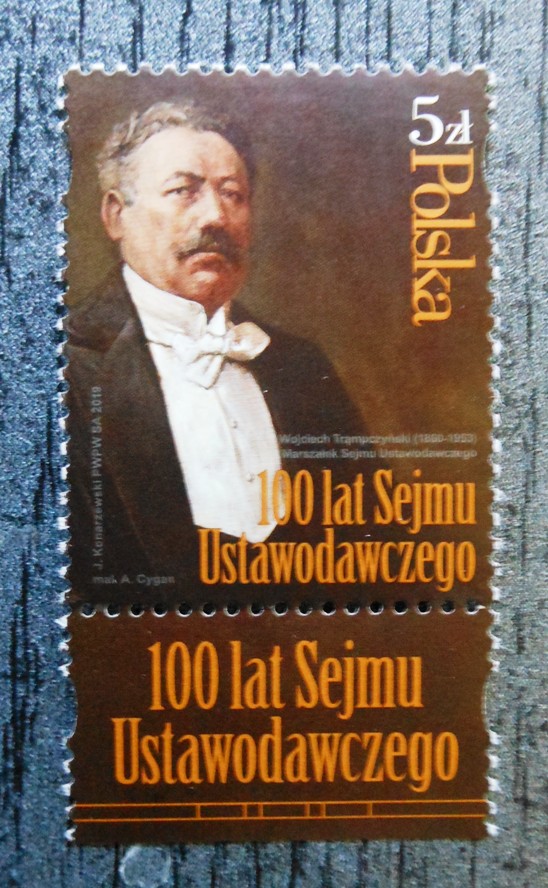 5zł
Polska
Wojciech Trąmpczyński (1860-1953)
Marszałek Sejmu Ustawodawczego
100 lat Sejmu
Ustawodawczego
J. Konarzewski PWPW SA 2019
mal. A. Cygan
100 lat Sejmu
Ustawodawczego